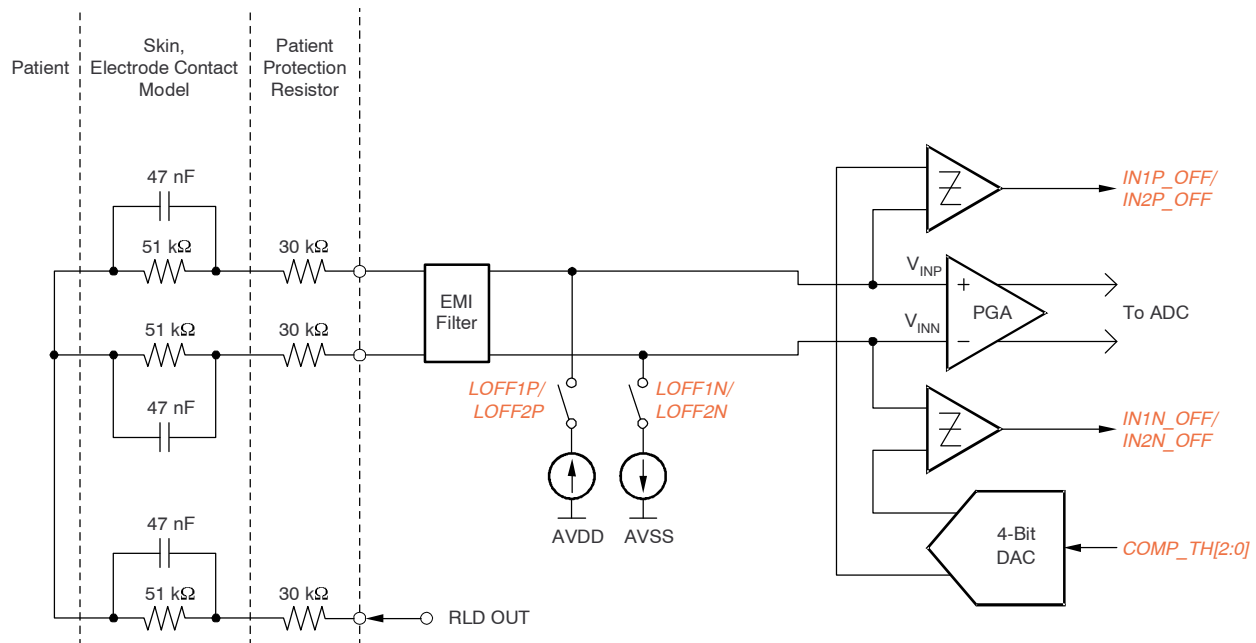 Patient
Skin,
Electrode Contact
Model
Patient
Protection
Resistor
47 nF
51 kΩ
30 kΩ
51 kΩ
30 kΩ
47 nF
47 nF
51 kΩ
30 kΩ
RLD OUT
EMI
Filter
LOFF1P/
LOFF2P
LOFF1N/
LOFF2N
AVDD
AVSS
IN1P_OFF/
IN2P_OFF
VINP
+
PGA
VINN
−
To ADC
IN1N_OFF/
IN2N_OFF
4-Bit
DAC
COMP_TH[2:0]